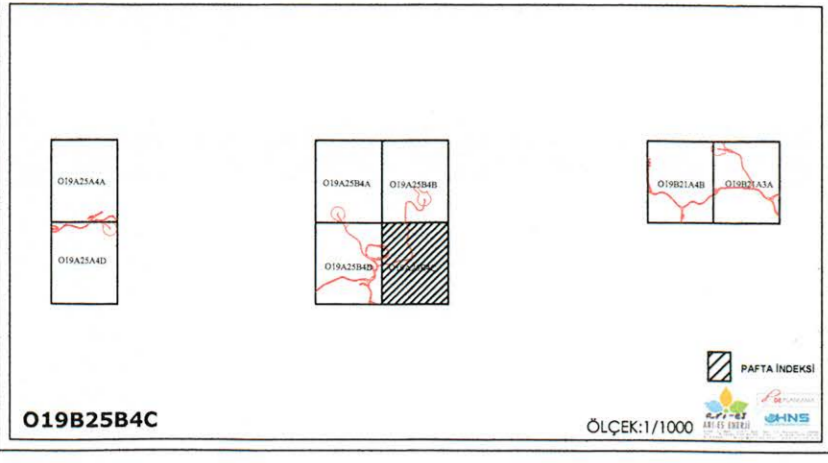 O19A25A4A
O19A25A4D
O19A25B4A
O19A25B4B
O19A25B4D
O19B21A4B
O19B21A3A
PAFTA İNDEKSİ
O19B25B4C
ÖLÇEK:1/1000
ARI-ES ENERJİ
HNS